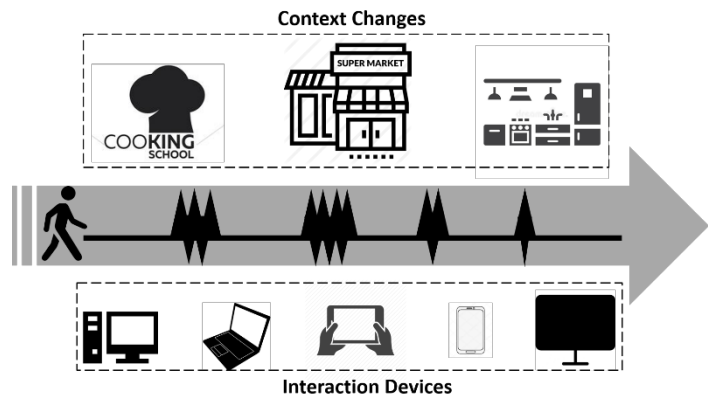 Context Changes
SUPER MARKET
COOKING
SCHOOL
Interaction Devices